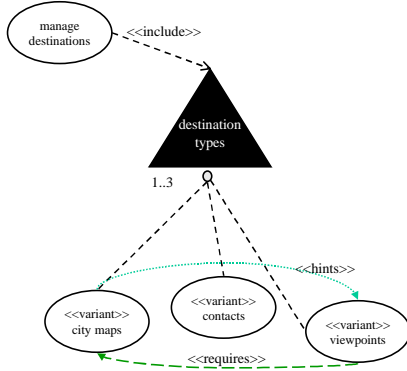 manage
destinations
<<include>>
destination
types
1..3
<<hints>>
<<variant>>
city maps
<<variant>>
contacts
<<variant>>
viewpoints
<<requires>>